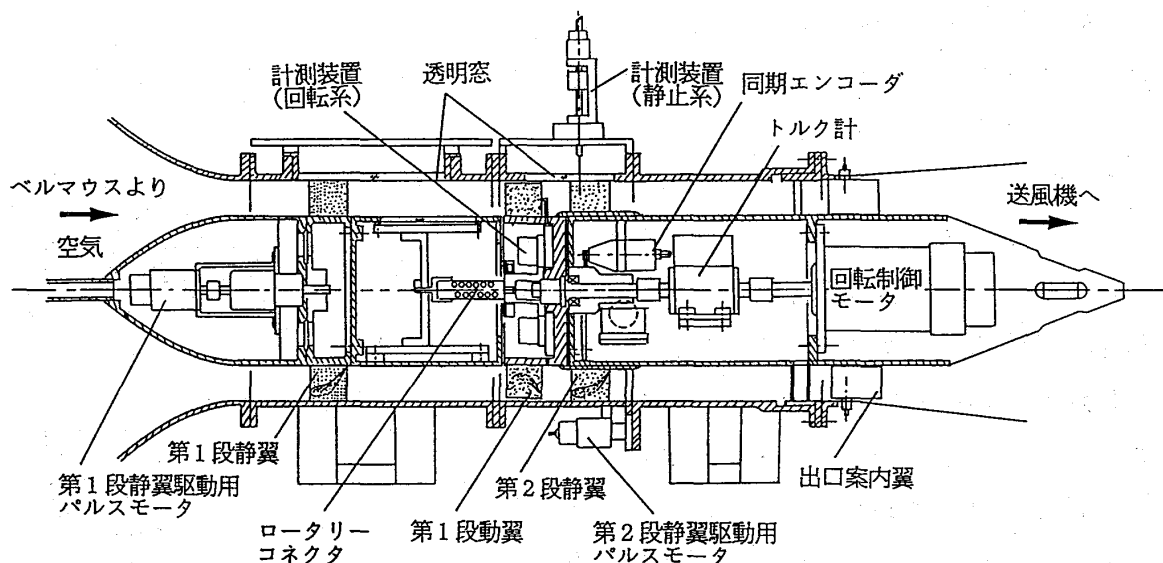 計測装置
(回転系)
透明窓
計測装置
(静止系)
同期エンコーダ
トルク計
ベルマウスより
空気
送風機へ
回転制御
モータ
第1段静翼
第1段静翼駆動用
パルスモータ
ロータリー
コネクタ
第1段動翼
第2段静翼
第2段静翼駆動用
パルスモータ
出口案内翼